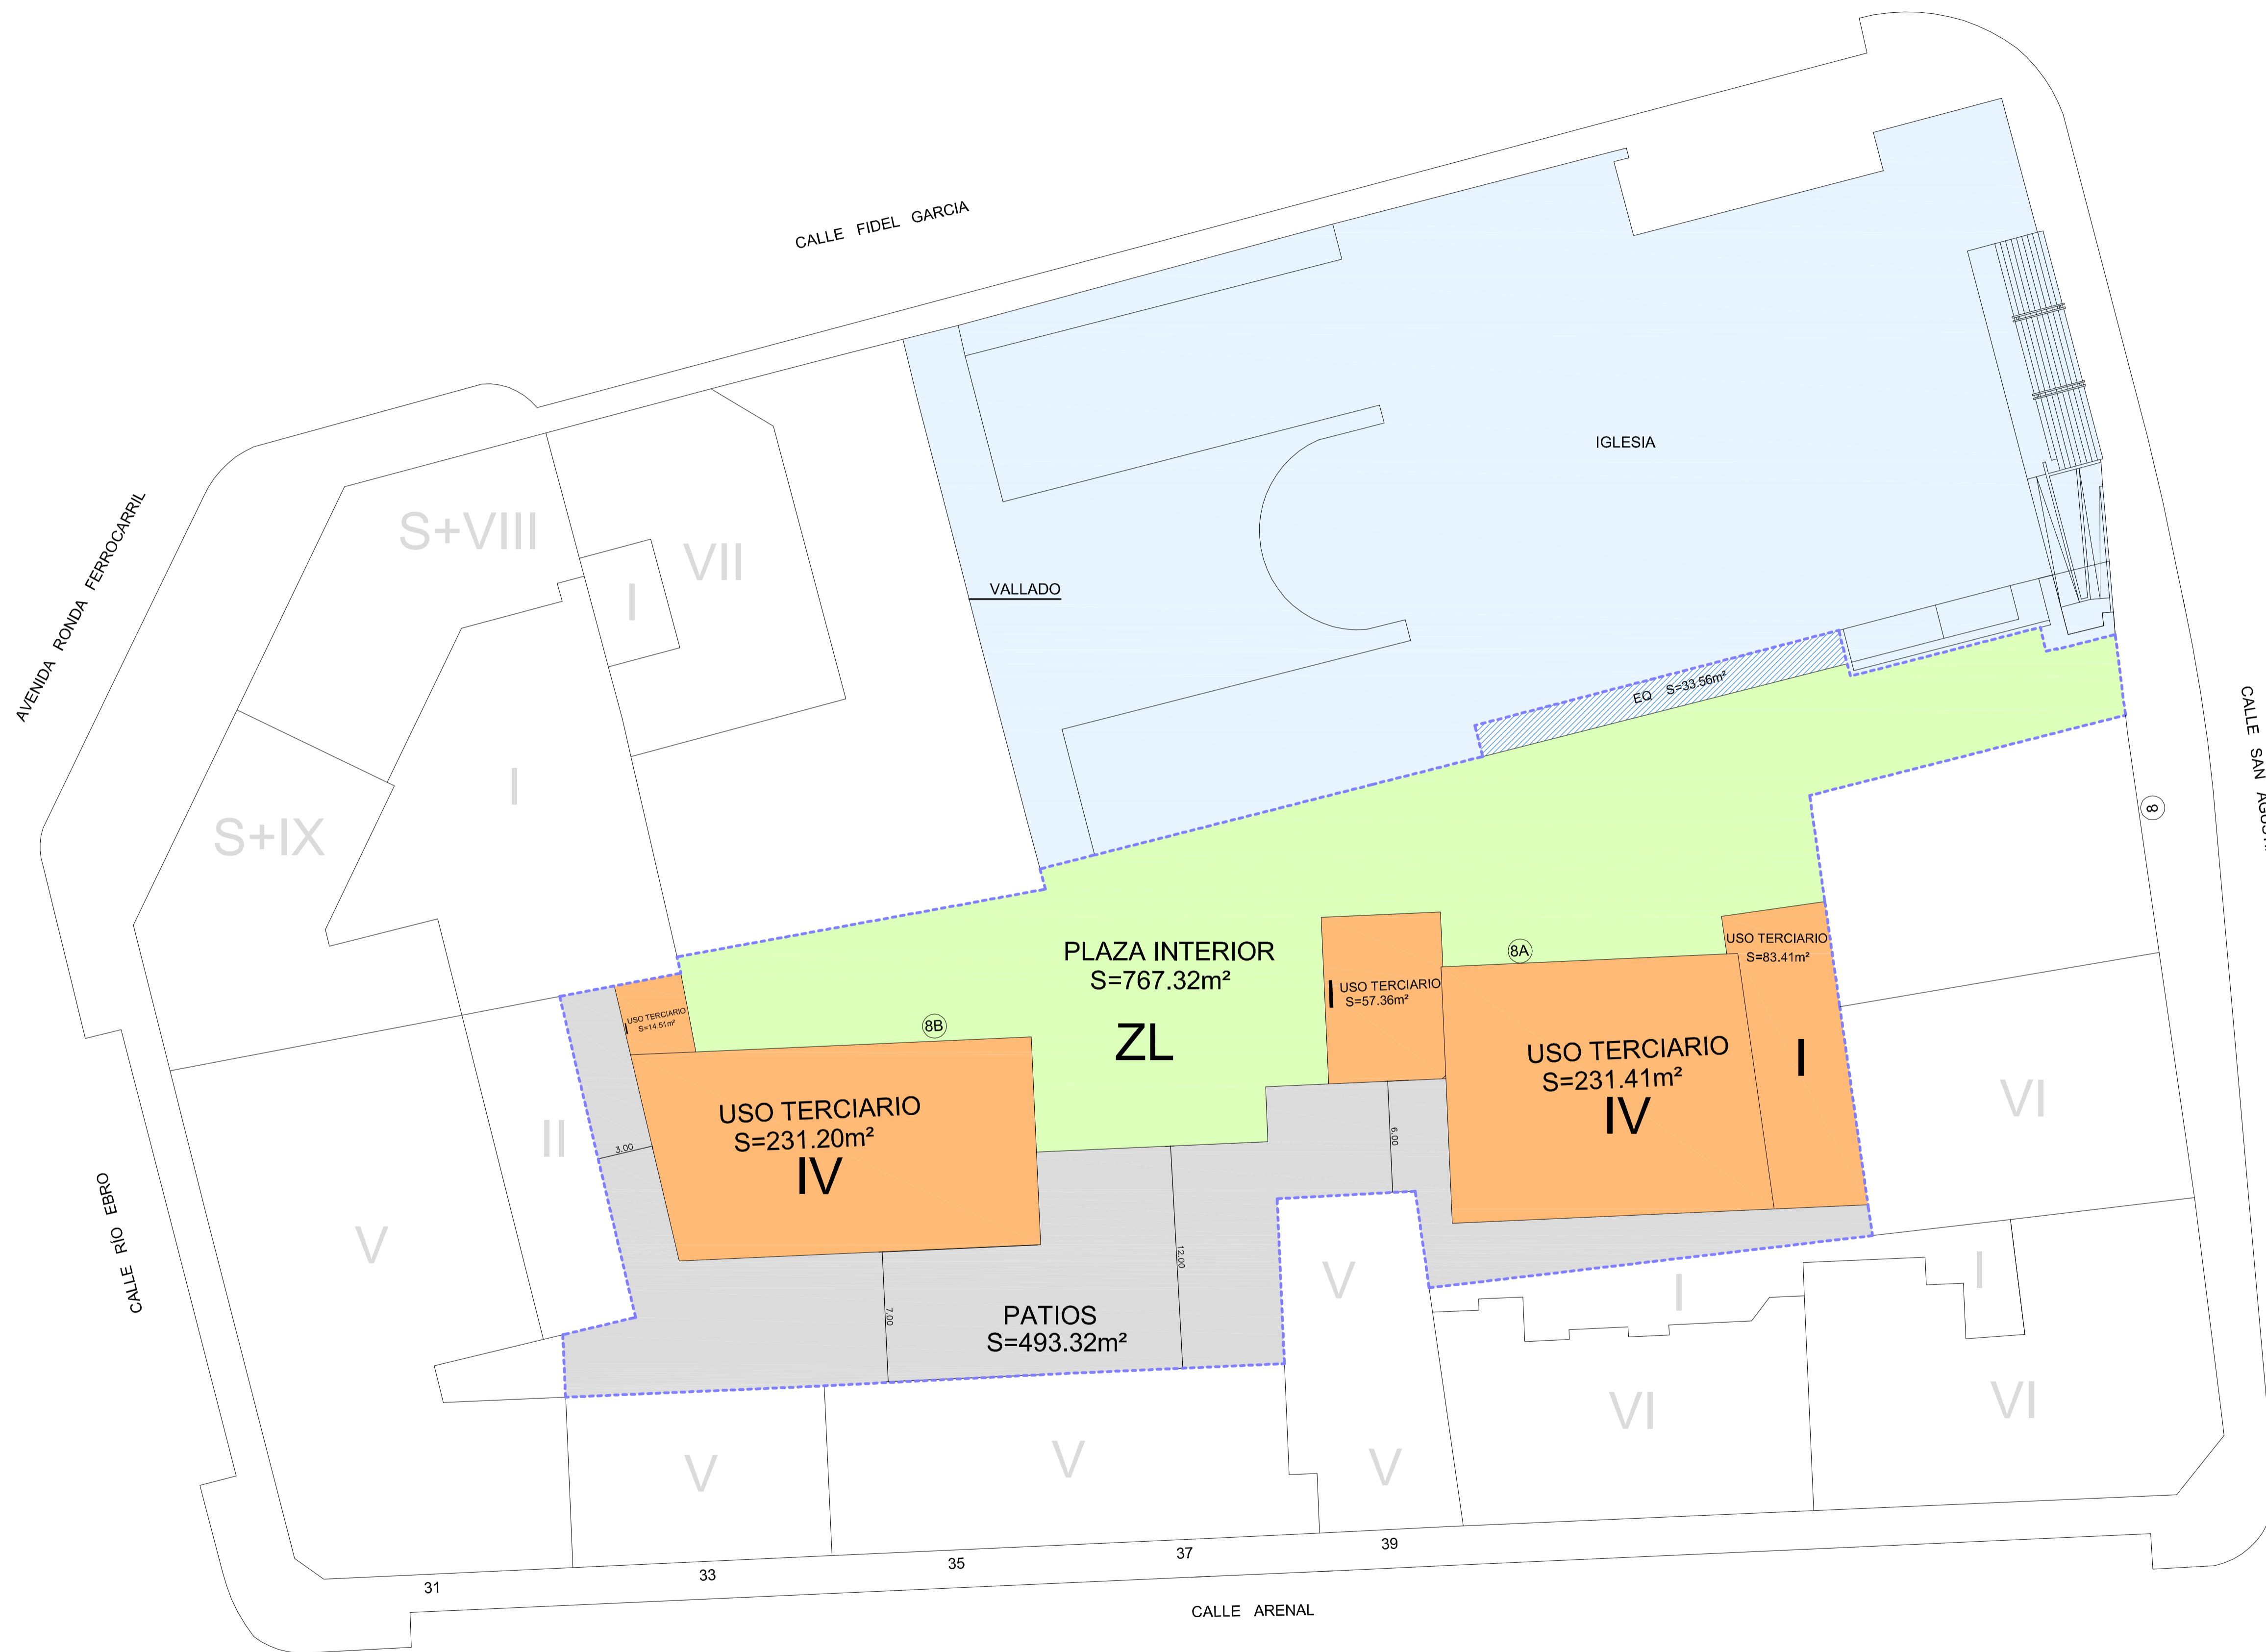 CALLE FIDEL GARCIA
IGLESIA
AVENIDA RONDA FERROCARRIL
S+VIII
VII
I
VALLADO
EQ S=33.56m²
CALLE SAN
I
S+IX
8
PLAZA INTERIOR
S=767.32m²
ZL
8A
USO TERCIARIO
S=83.41m²
I
I USO TERCIARIO
S=57.36m²
USO TERCIARIO
S=14.51m²
I
8B
USO TERCIARIO
S=231.41m²
IV
USO TERCIARIO
S=231.20m²
IV
VI
II
3.00
6.00
V
CALLE RÍO EBRO
12.00
7.00
PATIOS
S=493.32m²
V
I
I
V
V
V
VI
VI
31
33
35
37
39
CALLE ARENAL